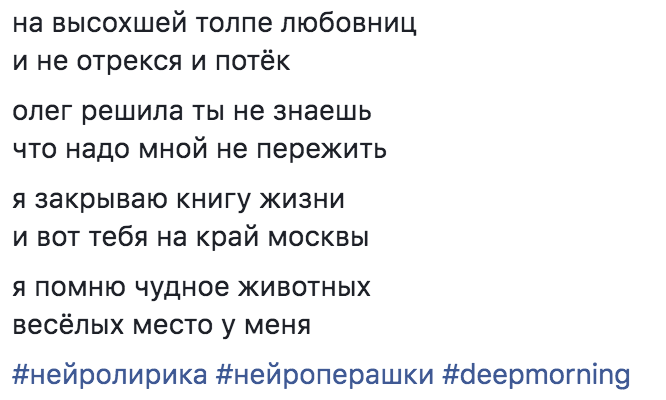 на высохшей толпе любовниц
и не отрекся и потёк
олег решила ты не знаешь
что надо мной не пережить
я закрываю книгу жизни
и вот тебя на край москвы
я помню чудное животных
весёлых место у меня
#нейролирика #нейроперашки #deepmorning